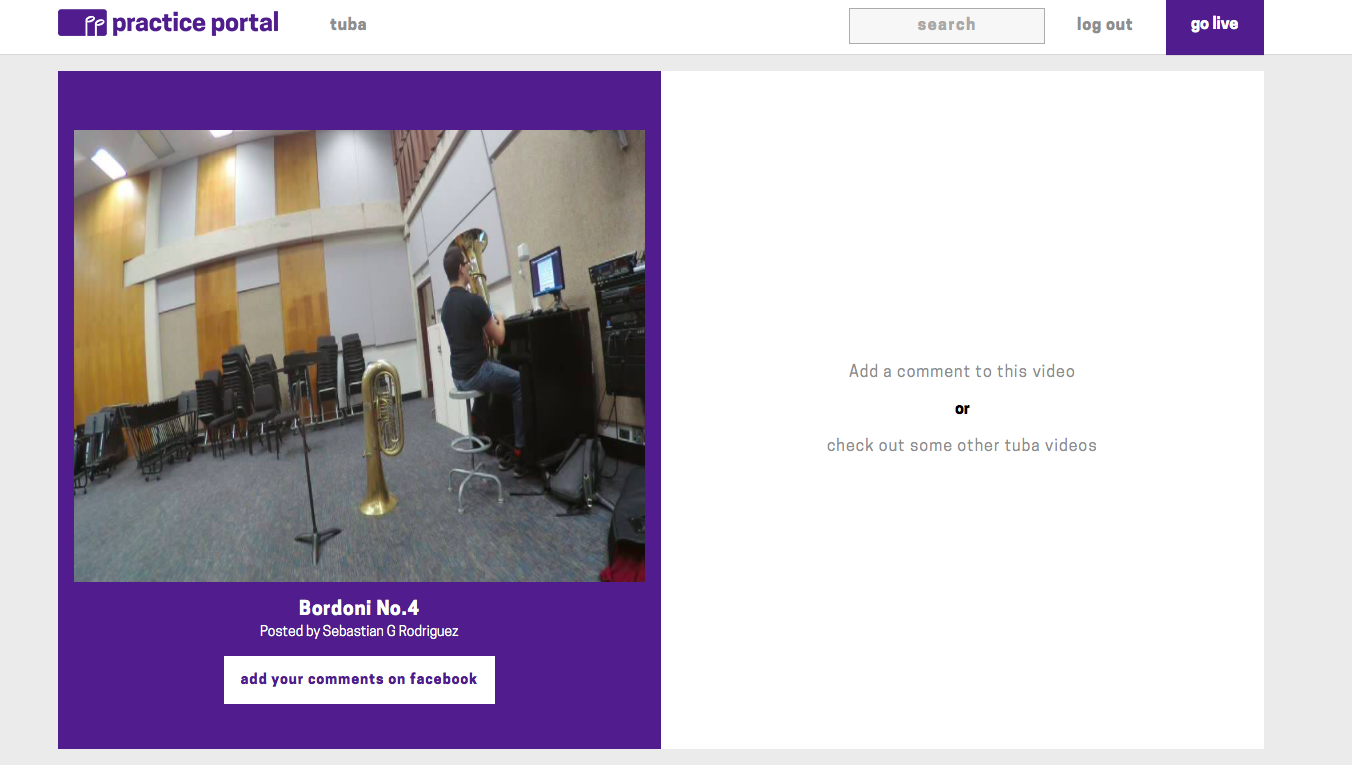 practice portal
tuba
search
log out
go live
Bordoni No.4
Posted by Sebastian G Rodriguez
add your comments on facebook
Add a comment to this video
or
check out some other tuba videos